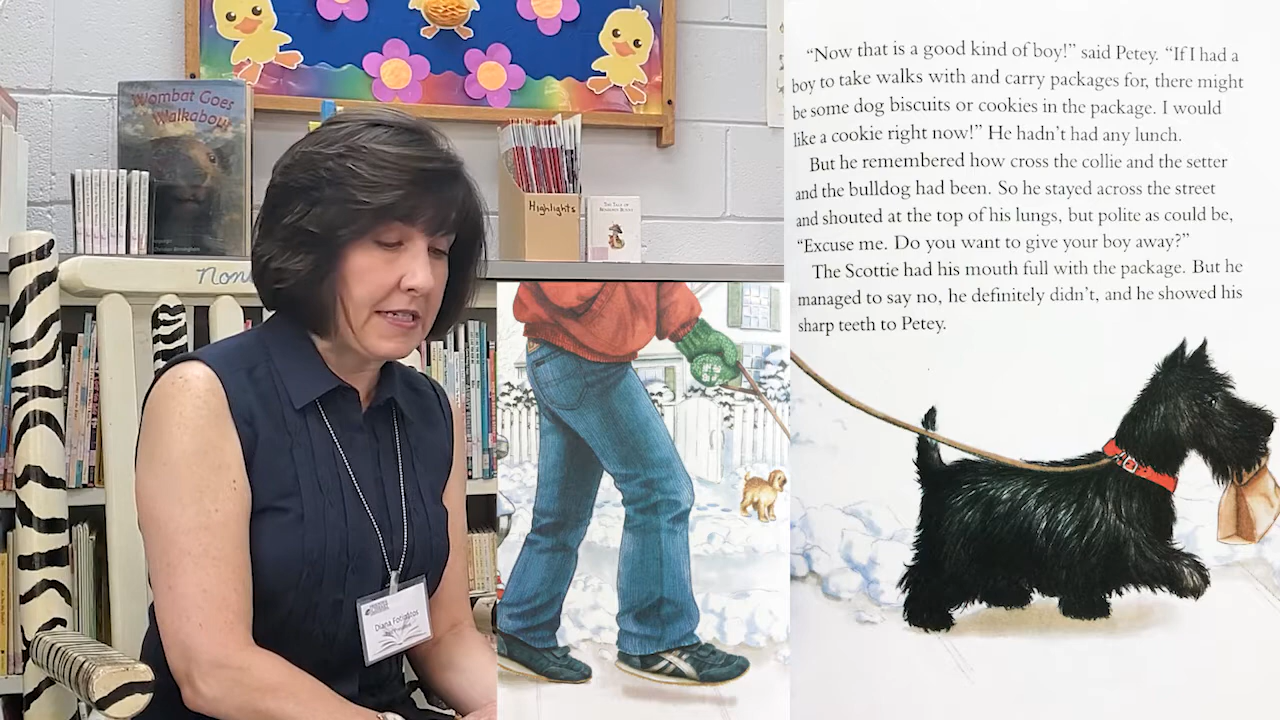 Wombat Goes
Walkabout
Highlights
Diana
"Now that is a good kind of boy!" said Petey. "If I had a
boy to take walks with and carry packages for, there might
be some dog biscuits or cookies in the package. I would
like a cookie right now!" He hadn't had any lunch.
But he remembered how cross the collie and the setter
and the bulldog had been. So he stayed across the street
and shouted at the top of his lungs, but polite as could be,
"Excuse me. Do you want to give your boy away?"
The Scottie had his mouth full with the package. But he
managed to say no, he definitely didn't, and he showed his
sharp teeth to Petey.